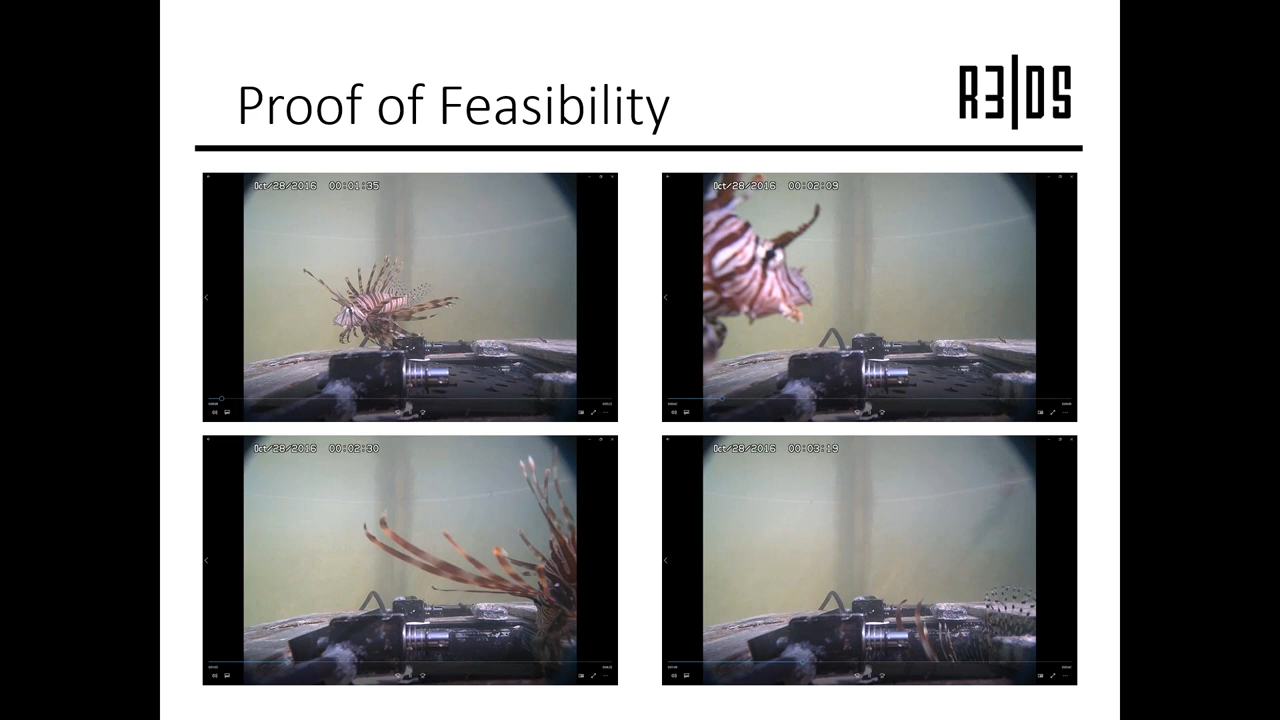 Proof of Feasibility
R3|DS
Oct/28/2016 00:01:35
Oct/28/2016 00:02:09
Oct/28/2016 00:02:30
Oct/28/2016 00:03:19